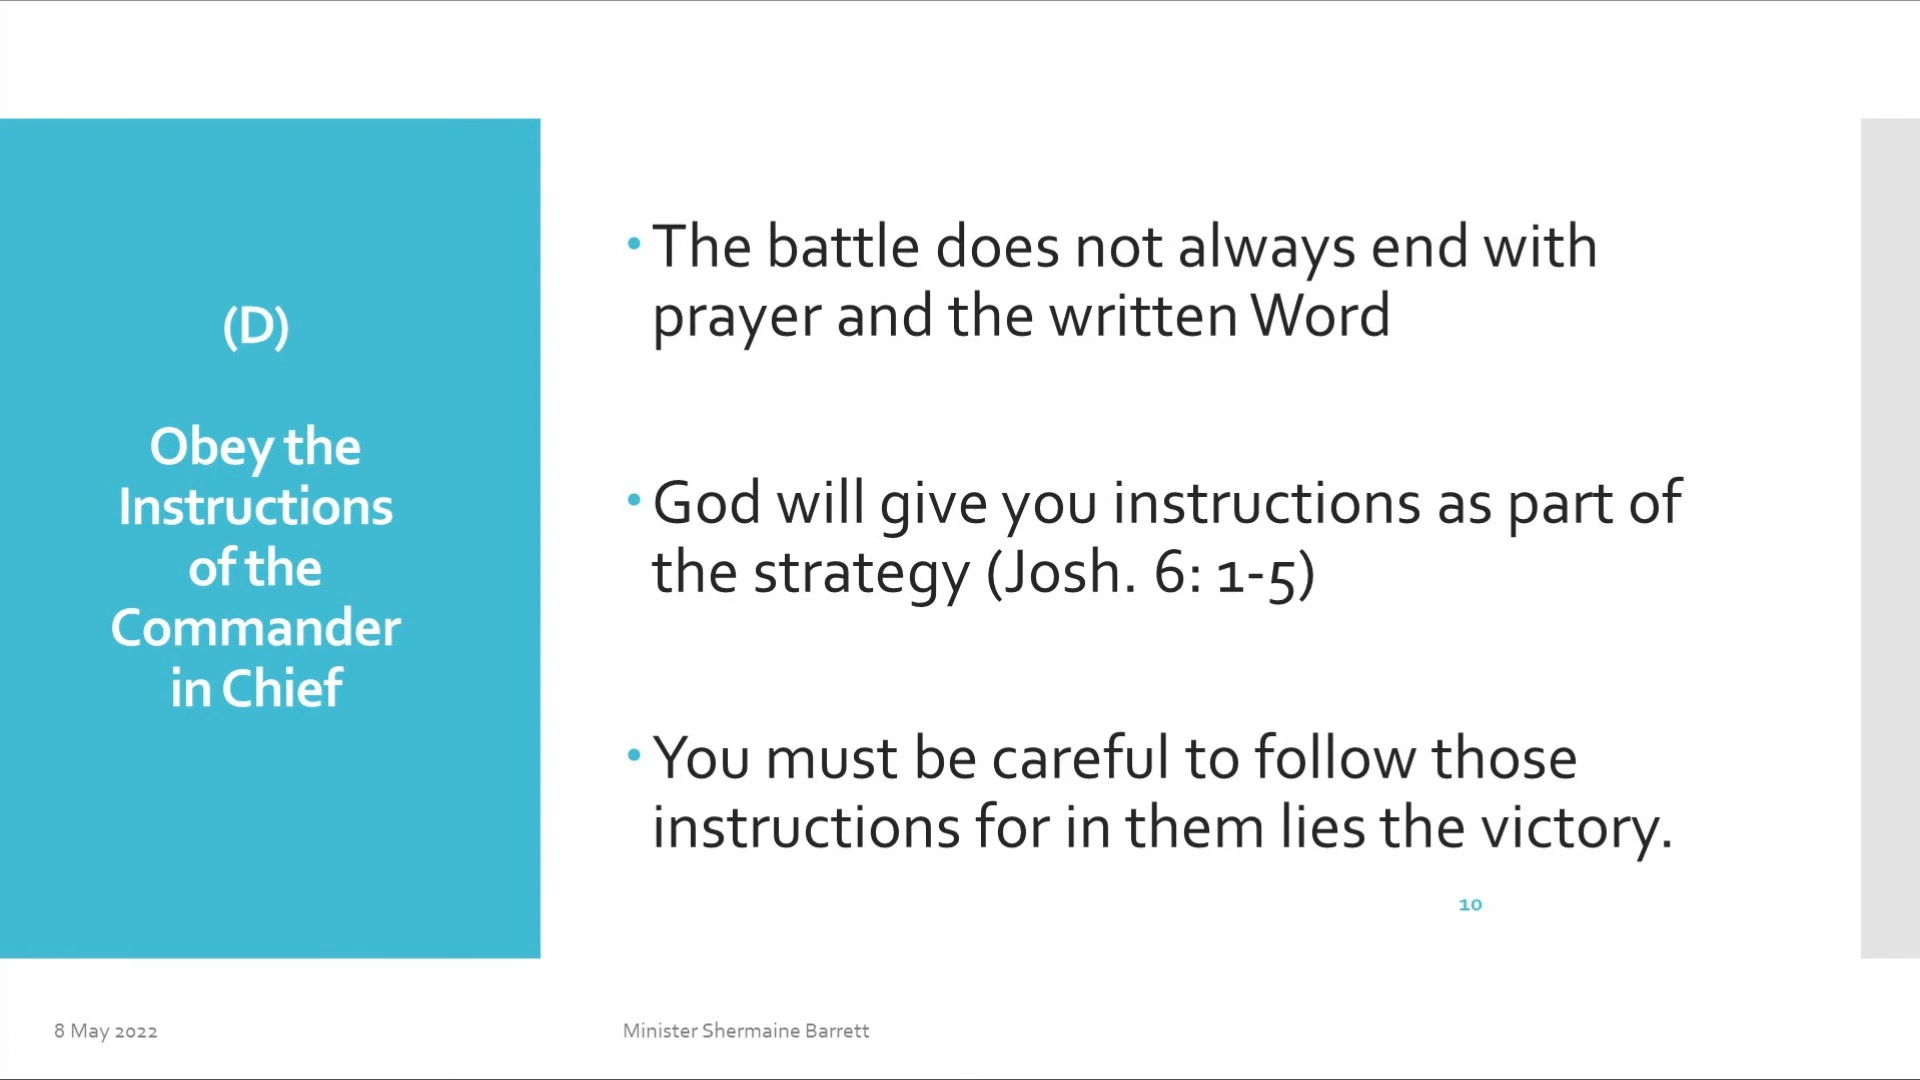 (D)
Obey the
Instructions
of the
Commander
in Chief
• The battle does not always end with
prayer and the written Word
• God will give you instructions as part of
the strategy (Josh. 6: 1-5)
• You must be careful to follow those
instructions for in them lies the victory.
10
8 May 2022
Minister Shermaine Barrett